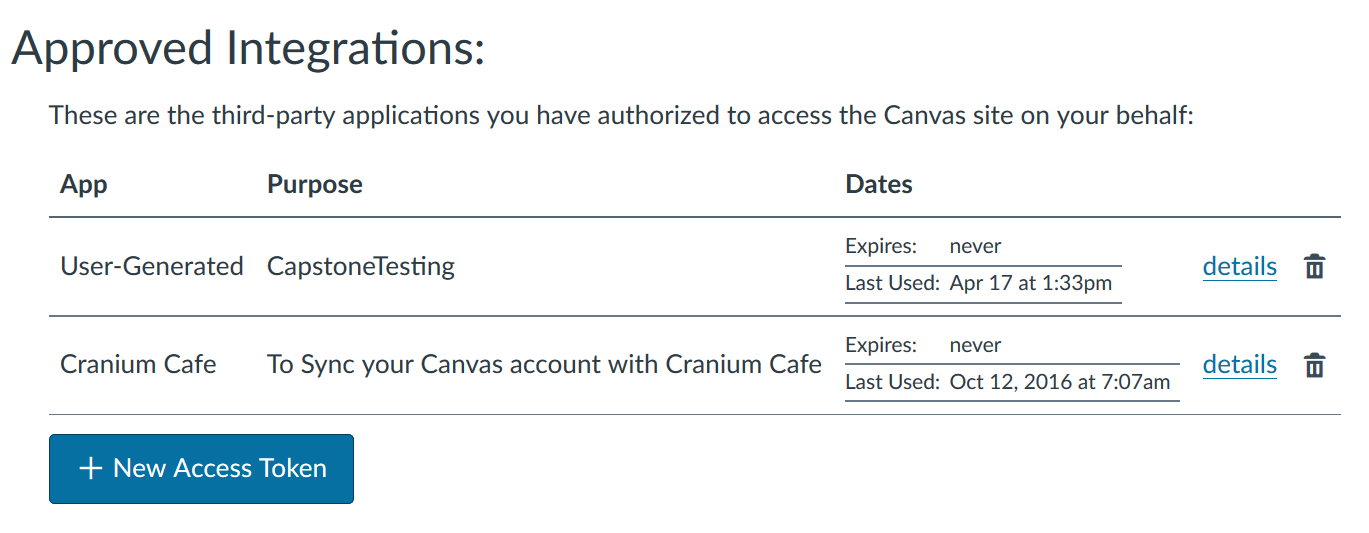 Approved Integrations:
These are the third-party applications you have authorized to access the Canvas site on your behalf:
App Purpose Dates
User-Generated CapstoneTesting Expires: never details
Last Used: Apr 17 at 1:33pm
Cranium Cafe To Sync your Canvas account with Cranium Cafe Expires: never details
Last Used: Oct 12, 2016 at 7:07am
+ New Access Token